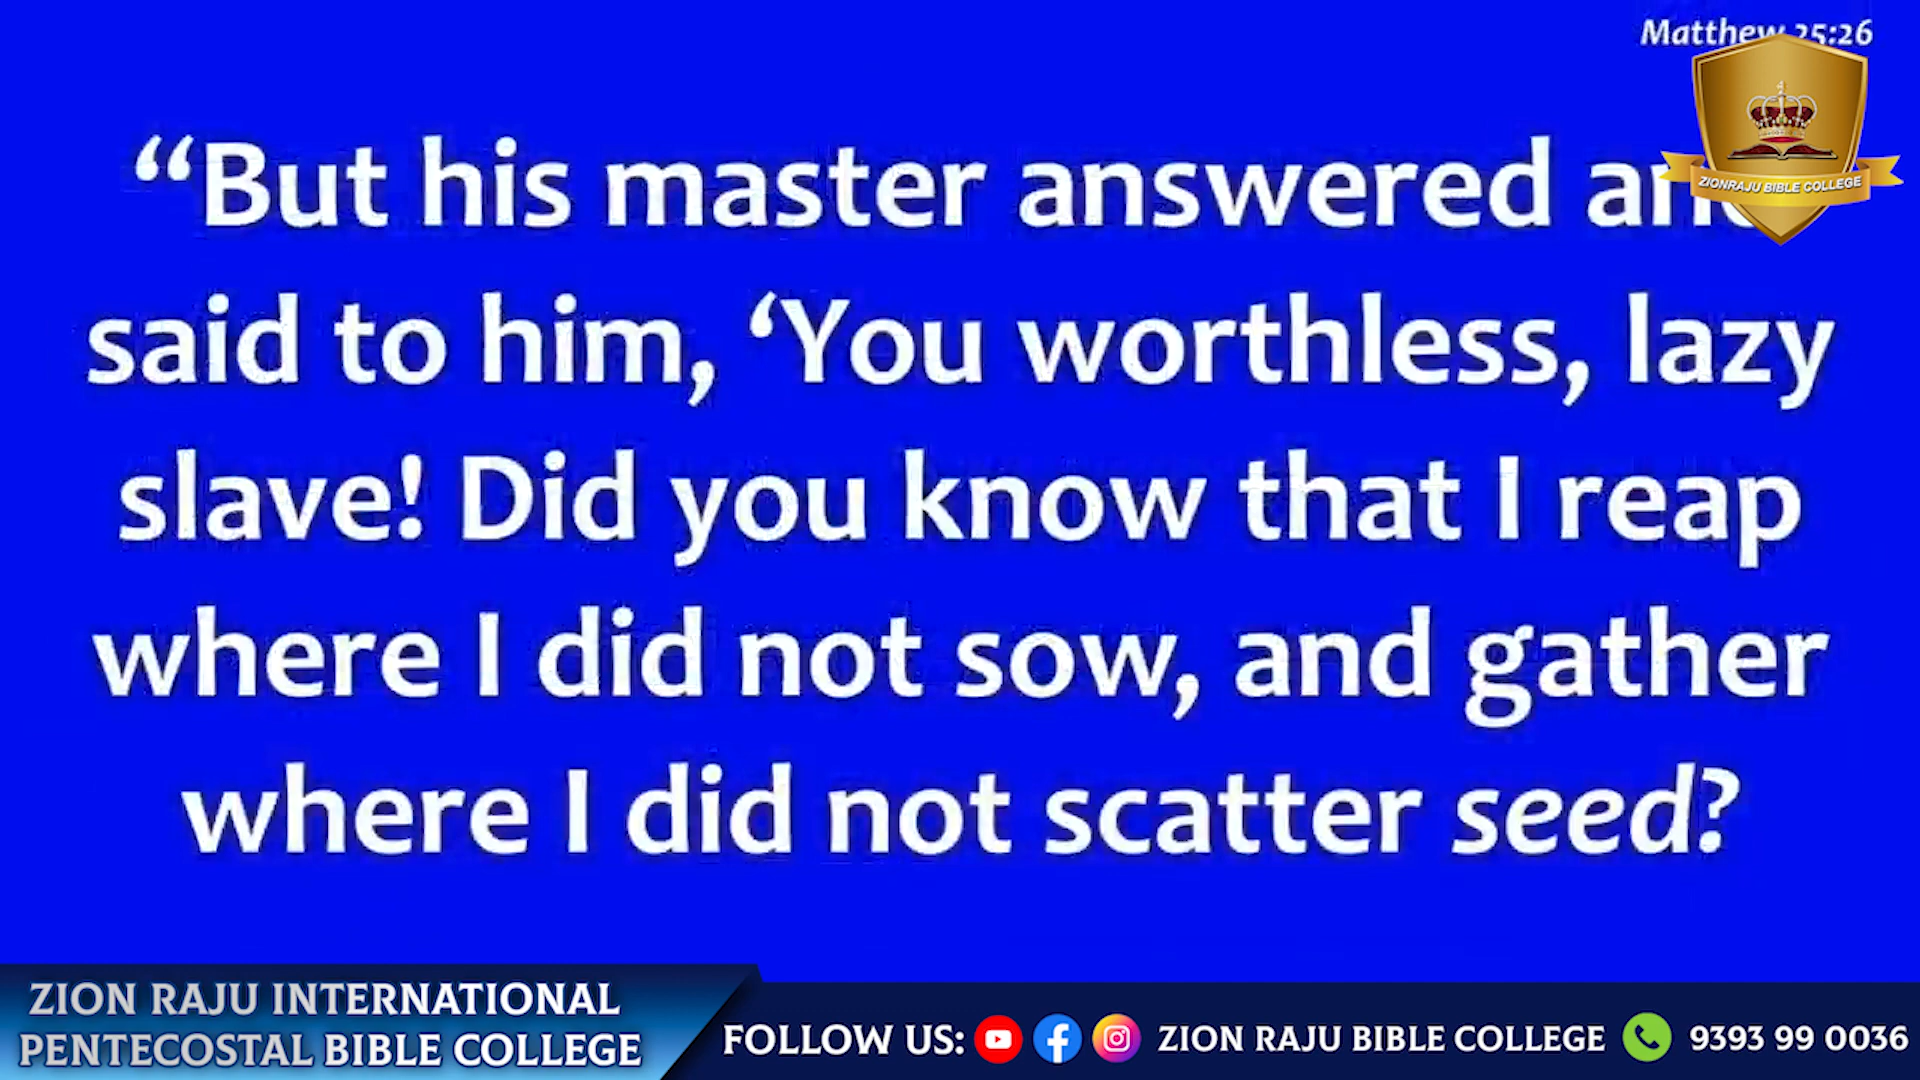 Matthew 25:26
“But his master answered and
said to him, ‘You worthless, lazy
slave! Did you know that I reap
where I did not sow, and gather
where I did not scatter seed?
ZIONRAJU BIBLE COLLEGE
ZION RAJU INTERNATIONAL
PENTECOSTAL BIBLE COLLEGE
FOLLOW US: ZION RAJU BIBLE COLLEGE 9393 99 0036